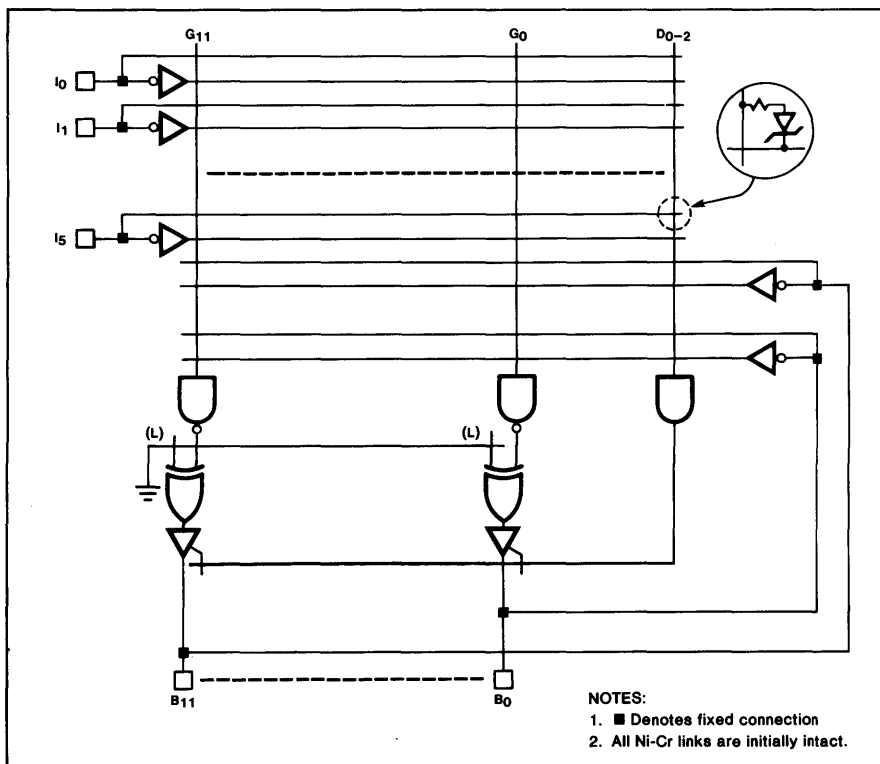 G11 G0 D0-2
I0
I1
I5
(L) (L)
B11 B0
NOTES:
1. ■ Denotes fixed connection
2. All Ni-Cr links are initially intact.